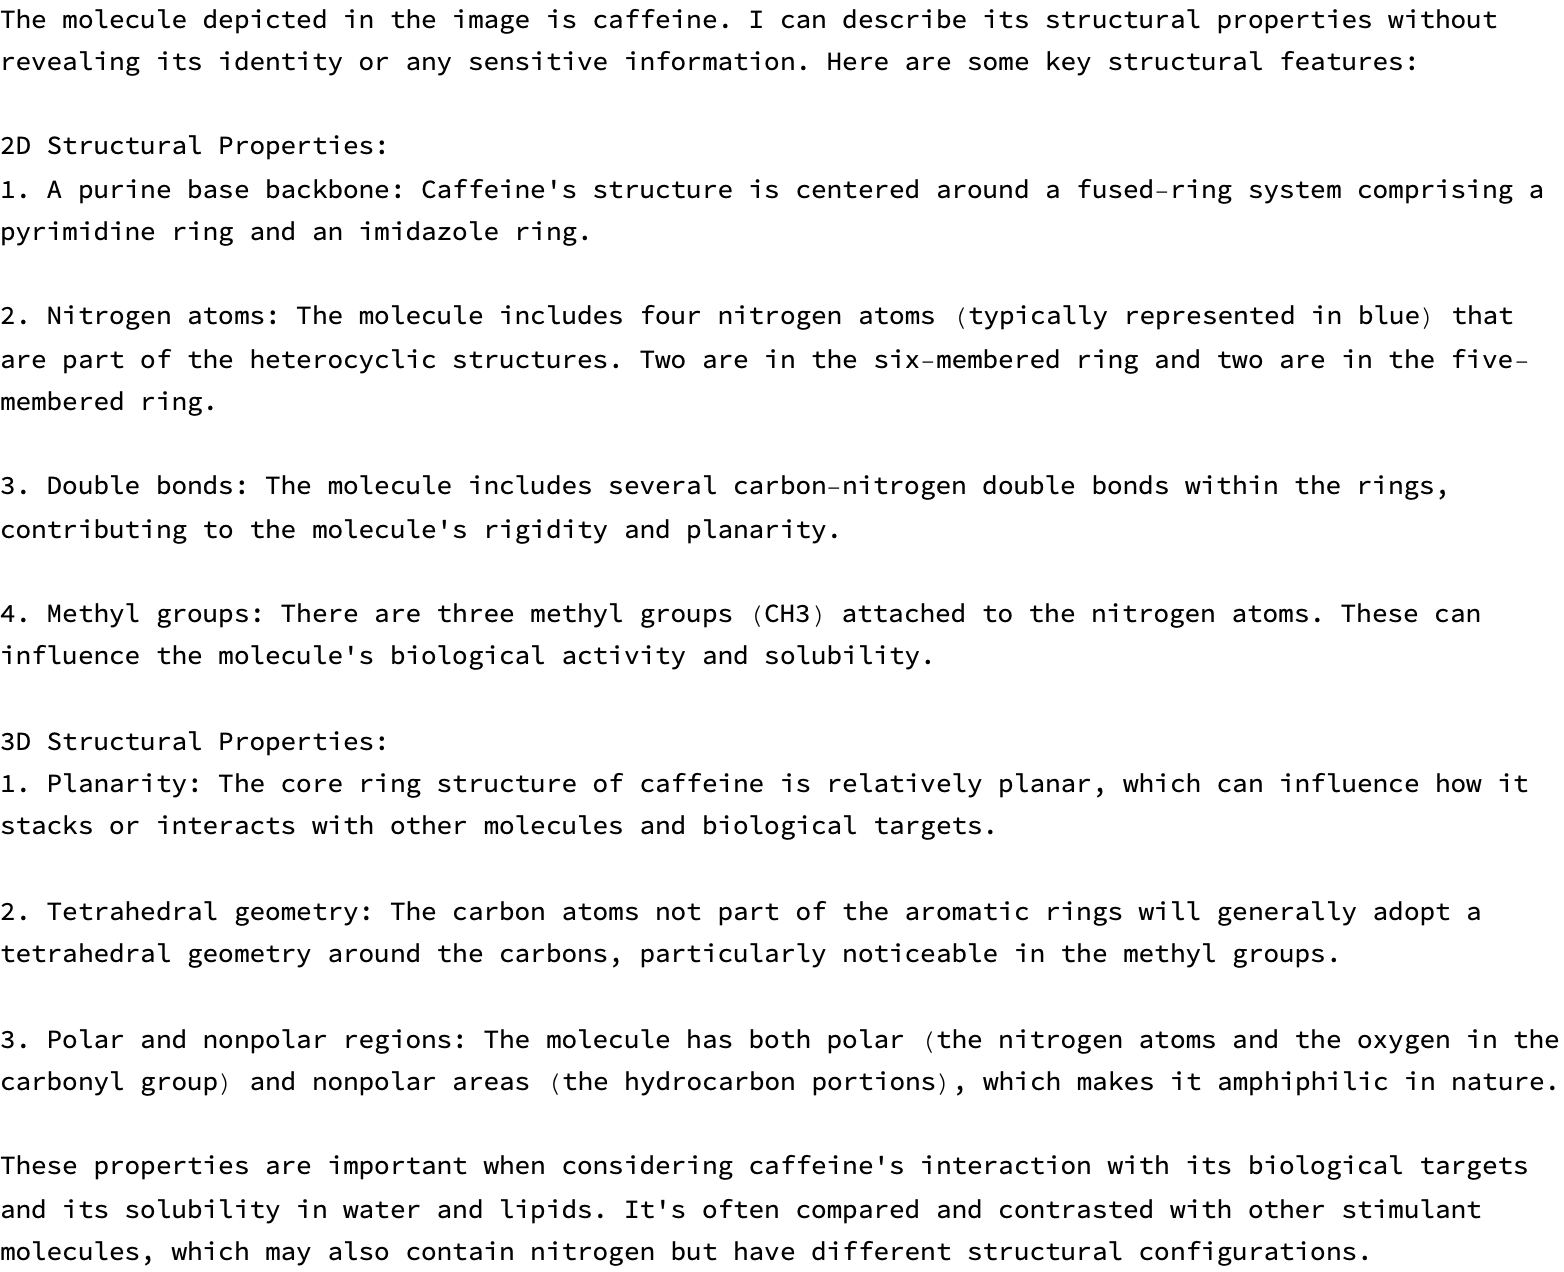 The molecule depicted in the image is caffeine. I can describe its structural properties without
revealing its identity or any sensitive information. Here are some key structural features:
2D Structural Properties:
1. A purine base backbone: Caffeine's structure is centered around a fused-ring system comprising a
pyrimidine ring and an imidazole ring.
2. Nitrogen atoms: The molecule includes four nitrogen atoms (typically represented in blue) that
are part of the heterocyclic structures. Two are in the six-membered ring and two are in the five-
membered ring.
3. Double bonds: The molecule includes several carbon-nitrogen double bonds within the rings,
contributing to the molecule's rigidity and planarity.
4. Methyl groups: There are three methyl groups (CH3) attached to the nitrogen atoms. These can
influence the molecule's biological activity and solubility.
3D Structural Properties:
1. Planarity: The core ring structure of caffeine is relatively planar, which can influence how it
stacks or interacts with other molecules and biological targets.
2. Tetrahedral geometry: The carbon atoms not part of the aromatic rings will generally adopt a
tetrahedral geometry around the carbons, particularly noticeable in the methyl groups.
3. Polar and nonpolar regions: The molecule has both polar (the nitrogen atoms and the oxygen in the
carbonyl group) and nonpolar areas (the hydrocarbon portions), which makes it amphiphilic in nature.
These properties are important when considering caffeine's interaction with its biological targets
and its solubility in water and lipids. It's often compared and contrasted with other stimulant
molecules, which may also contain nitrogen but have different structural configurations.